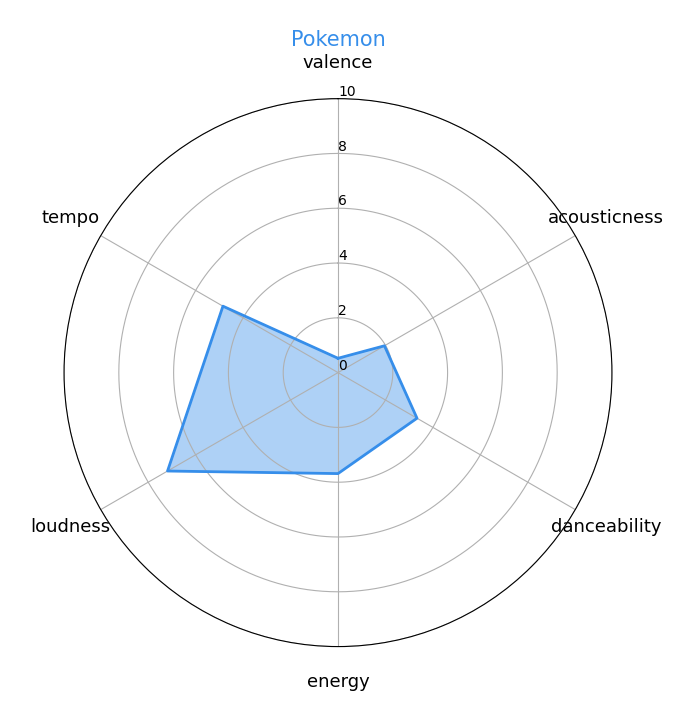 Pokemon
valence
10
8
tempo
acousticness
6
4
2
0
loudness
danceability
energy